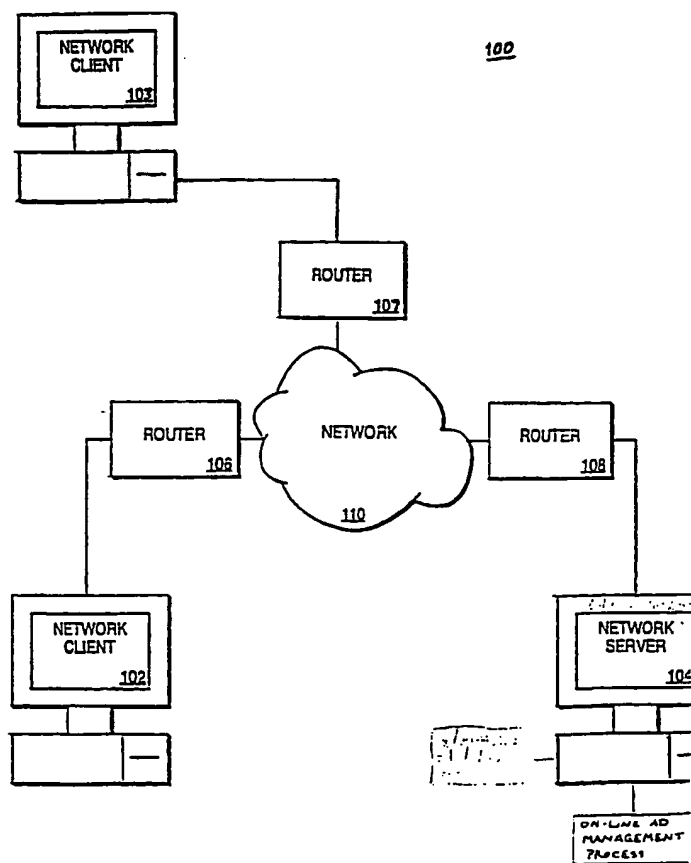 NETWORK
CLIENT
103
100
ROUTER
107
ROUTER
106
NETWORK
110
ROUTER
108
NETWORK
CLIENT
102
NETWORK
SERVER
104
ON-LINE AD
MANAGEMENT
PROCESS